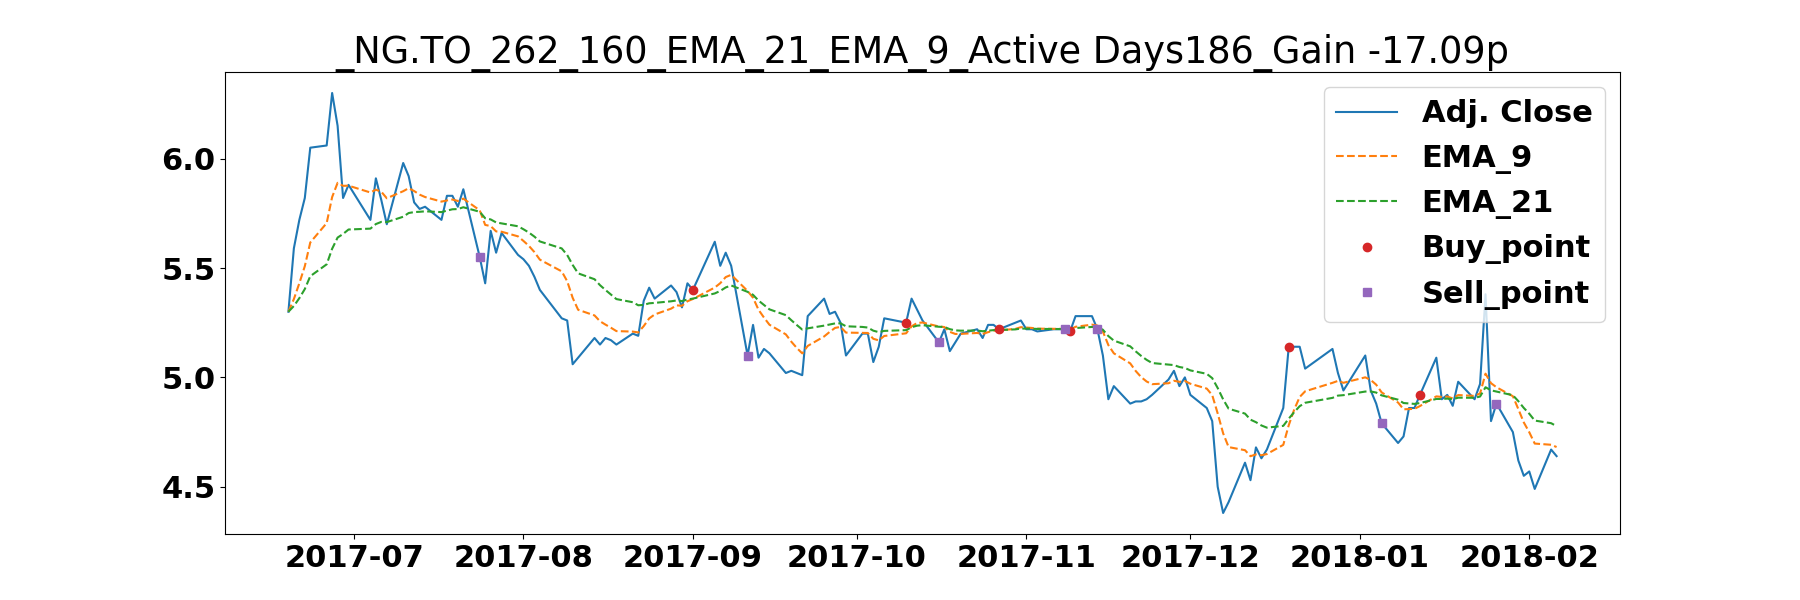 _NG.TO_262_160_EMA_21_EMA_9_Active Days186_Gain -17.09p
Adj. Close
EMA_9
EMA_21
Buy_point
Sell_point
6.0
5.5
5.0
4.5
2017-07 2017-08 2017-09 2017-10 2017-11 2017-12 2018-01 2018-02